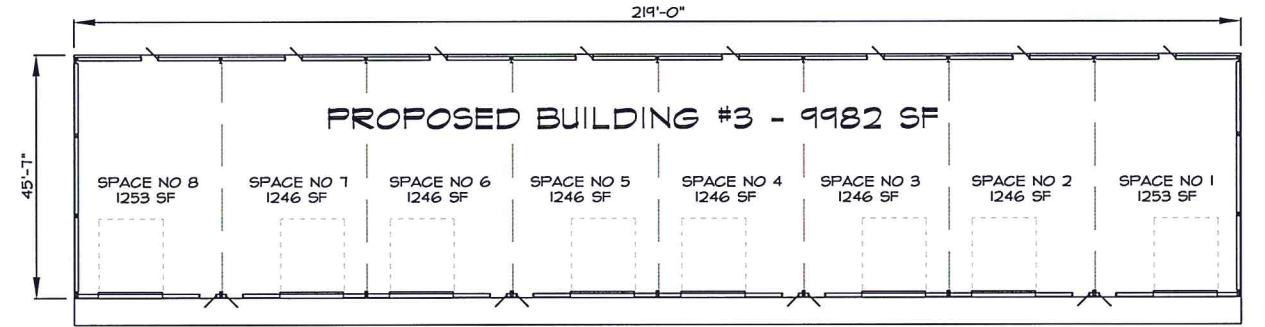 219'-0"
PROPOSED BUILDING #3 - 9982 SF
45'-7"
SPACE NO 8
1253 SF
SPACE NO 7
1246 SF
SPACE NO 6
1246 SF
SPACE NO 5
1246 SF
SPACE NO 4
1246 SF
SPACE NO 3
1246 SF
SPACE NO 2
1246 SF
SPACE NO 1
1253 SF